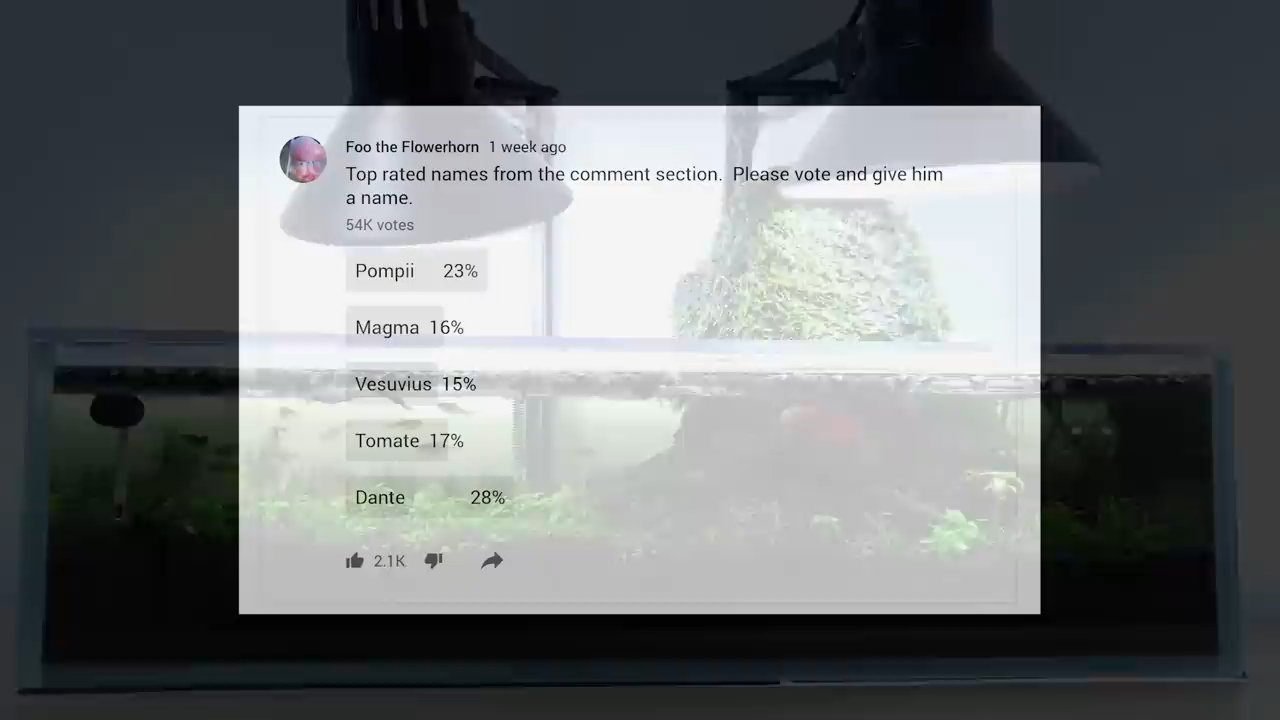 Foo the Flowerhorn 1 week ago
Top rated names from the comment section. Please vote and give him
a name.
54K votes
Pompii 23%
Magma 16%
Vesuvius 15%
Tomate 17%
Dante 28%
2.1K